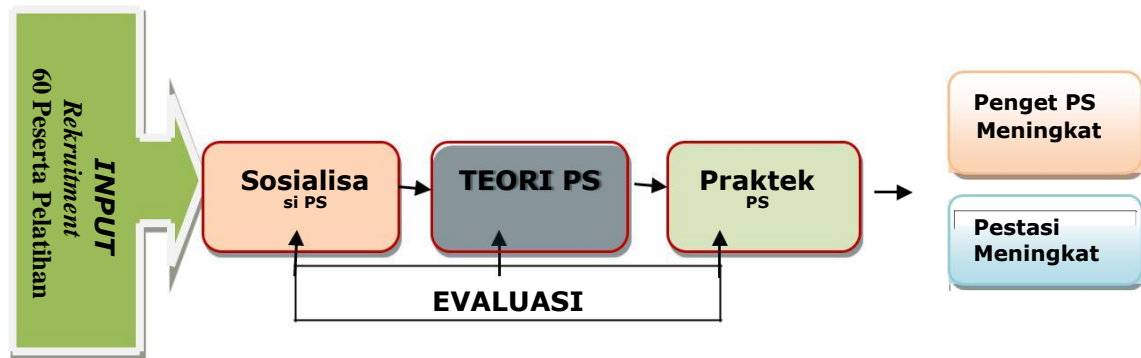 INPUT
Rekruitment
60 Peserta Pelatihan
Sosialisa
si PS
TEORI PS
Praktek
PS
EVALUASI
Penget PS
Meningkat
Pestasi
Meningkat